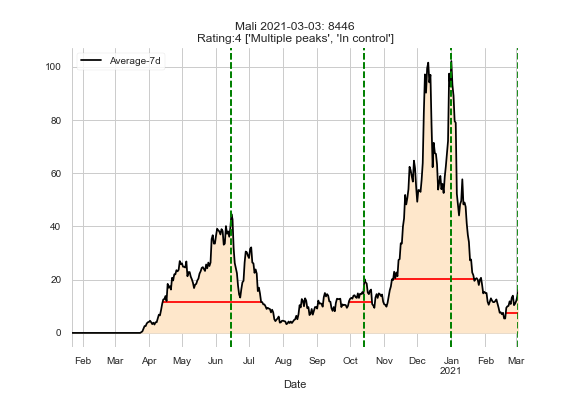 Mali 2021-03-03: 8446
Rating:4 ['Multiple peaks', 'In control']
Average-7d
100
80
60
40
20
0
Feb Mar Apr May Jun Jul Aug Sep Oct Nov Dec Jan Feb Mar
2021
Date